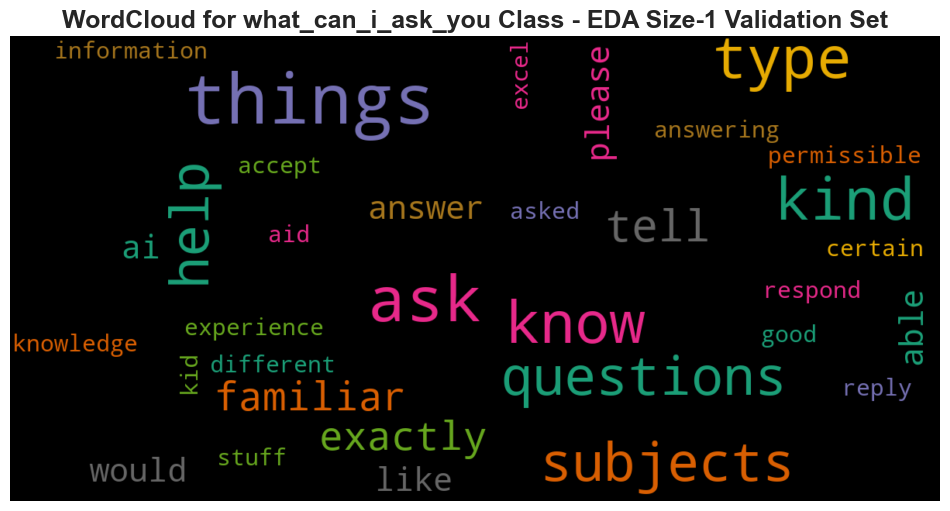 WordCloud for what_can_i_ask_you Class - EDA Size-1 Validation Set
information
things
excel
please
type
answering
permissible
accept
help
answer
asked
tell
kind
ai
aid
certain
ask
know
respond
able
knowledge
experience
good
kid
different
questions
reply
familiar
exactly
stuff
would
like
subjects